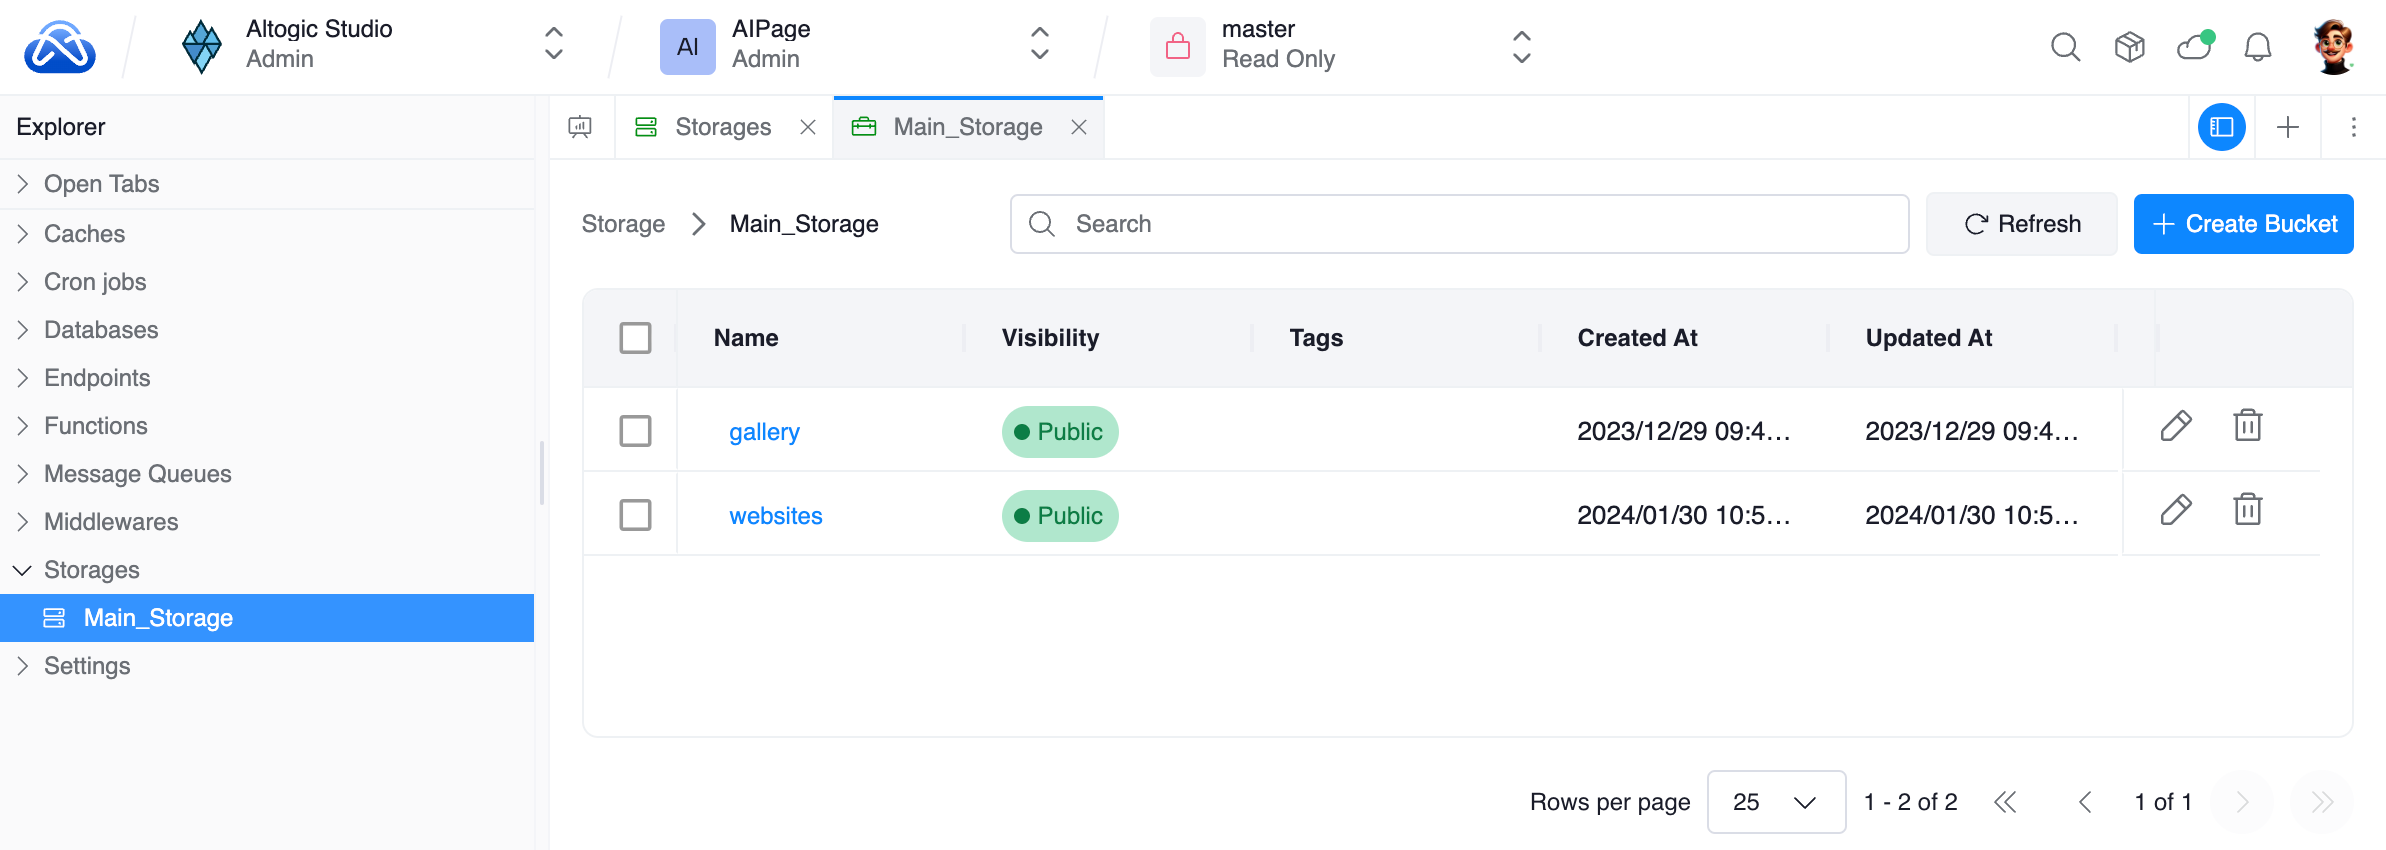 Altogic Studio
Admin
AI
AIPage
Admin
master
Read Only
Explorer
Open Tabs
Caches
Cron jobs
Databases
Endpoints
Functions
Message Queues
Middlewares
Storages
Main_Storage
Settings
Storages
Main_Storage
Storage
Main_Storage
Search
Refresh
Create Bucket
Name Visibility Tags Created At Updated At
gallery Public 2023/12/29 09:4... 2023/12/29 09:4...
websites Public 2024/01/30 10:5... 2024/01/30 10:5...
Rows per page 25 1 - 2 of 2 1 of 1